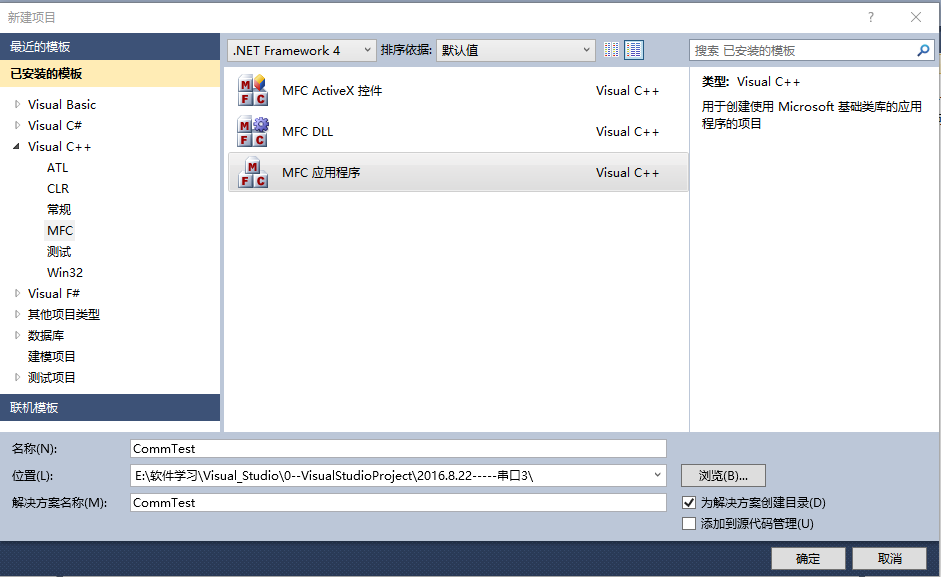 新建项目
?
最近的模板
已安装的模板
Visual Basic
Visual C#
Visual C++
ATL
CLR
常规
MFC
测试
Win32
Visual F#
其他项目类型
数据库
建模项目
测试项目
联机模板
.NET Framework 4 排序依据: 默认值
MFC ActiveX 控件 Visual C++
MFC DLL Visual C++
MFC 应用程序 Visual C++
搜索 已安装的模板
类型: Visual C++
用于创建使用 Microsoft 基础类库的应用
程序的项目
名称(N): CommTest
位置(L): E:\软件学习\Visual_Studio\0--VisualStudioProject\2016.8.22-----串口3\ 浏览(B)...
解决方案名称(M): CommTest 为解决方案创建目录(D)
添加到源代码管理(U)
确定 取消